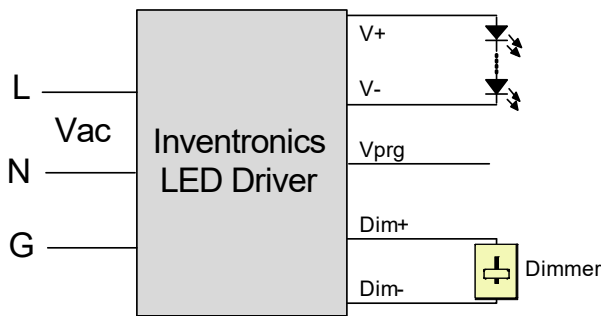 L
Vac
N
G
Inventronics
LED Driver
V+
V-
Vprg
Dim+
Dim-
Dimmer